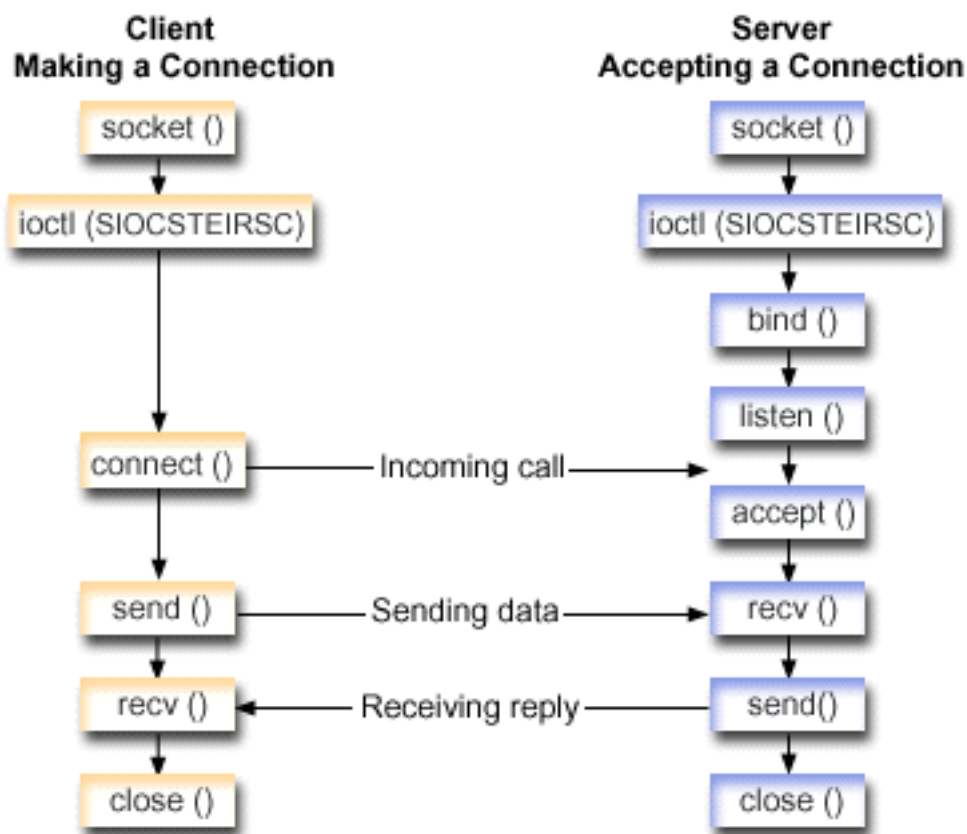 Client
Making a Connection
socket ()
ioctl (SIOCSTEIRSC)
connect ()
send ()
recv ()
close ()
Incoming call
Sending data
Receiving reply
Server
Accepting a Connection
socket ()
ioctl (SIOCSTEIRSC)
bind ()
listen ()
accept ()
recv ()
send()
close ()